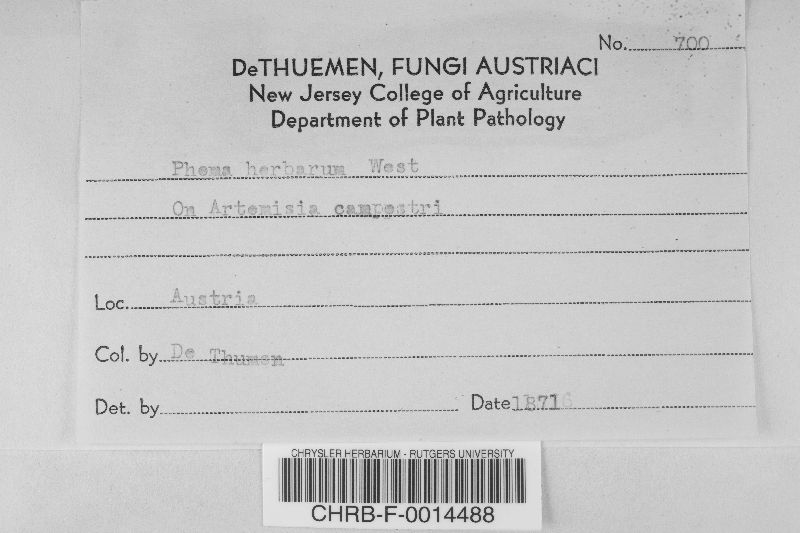 No. 700
DeTHUEMEN, FUNGI AUSTRIACI
New Jersey College of Agriculture
Department of Plant Pathology
Phoma herbarum West
On Artemisia campestri
Loc. Austria
Col. by De Thumen
Det. by Date 1871
CHRYSLER HERBARIUM - RUTGERS UNIVERSITY
CHRB-F-0014488